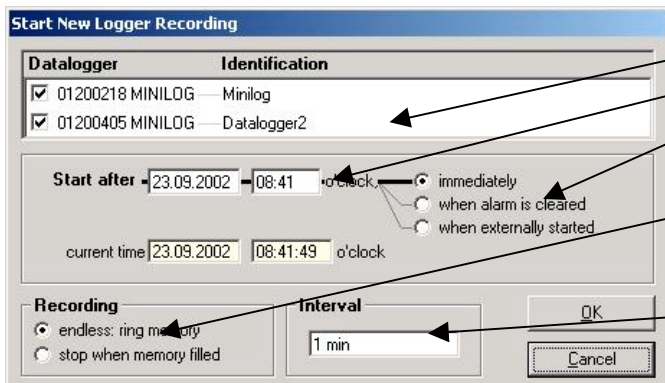 Start New Logger Recording
Datalogger Identification
01200218 MINILOG Minilog
01200405 MINILOG Datalogger2
Start after 23.09.2002 08:41 o'clock, immediately
when alarm is cleared
when externally started
current time 23.09.2002 08:41:49 o'clock
Recording
endless: ring memory
stop when memory filled
Interval
1 min
OK
Cancel